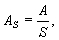 A_S = A/S,